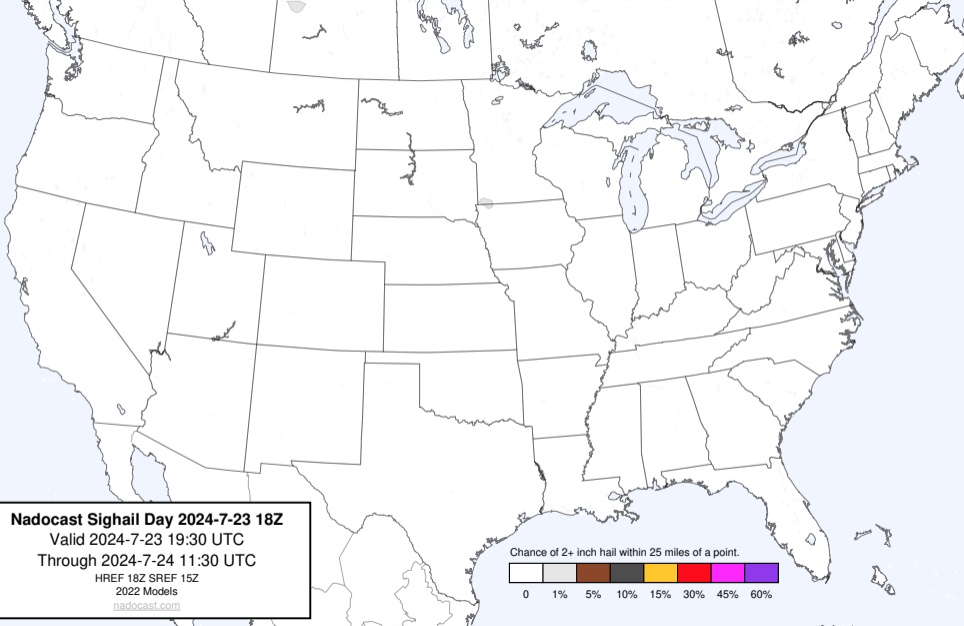 Nadocast Sighail Day 2024-7-23 18Z
Valid 2024-7-23 19:30 UTC
Through 2024-7-24 11:30 UTC
HREF 18Z SREF 15Z
2022 Models
nadocast.com
Chance of 2+ inch hail within 25 miles of a point.
0 1% 5% 10% 15% 30% 45% 60%